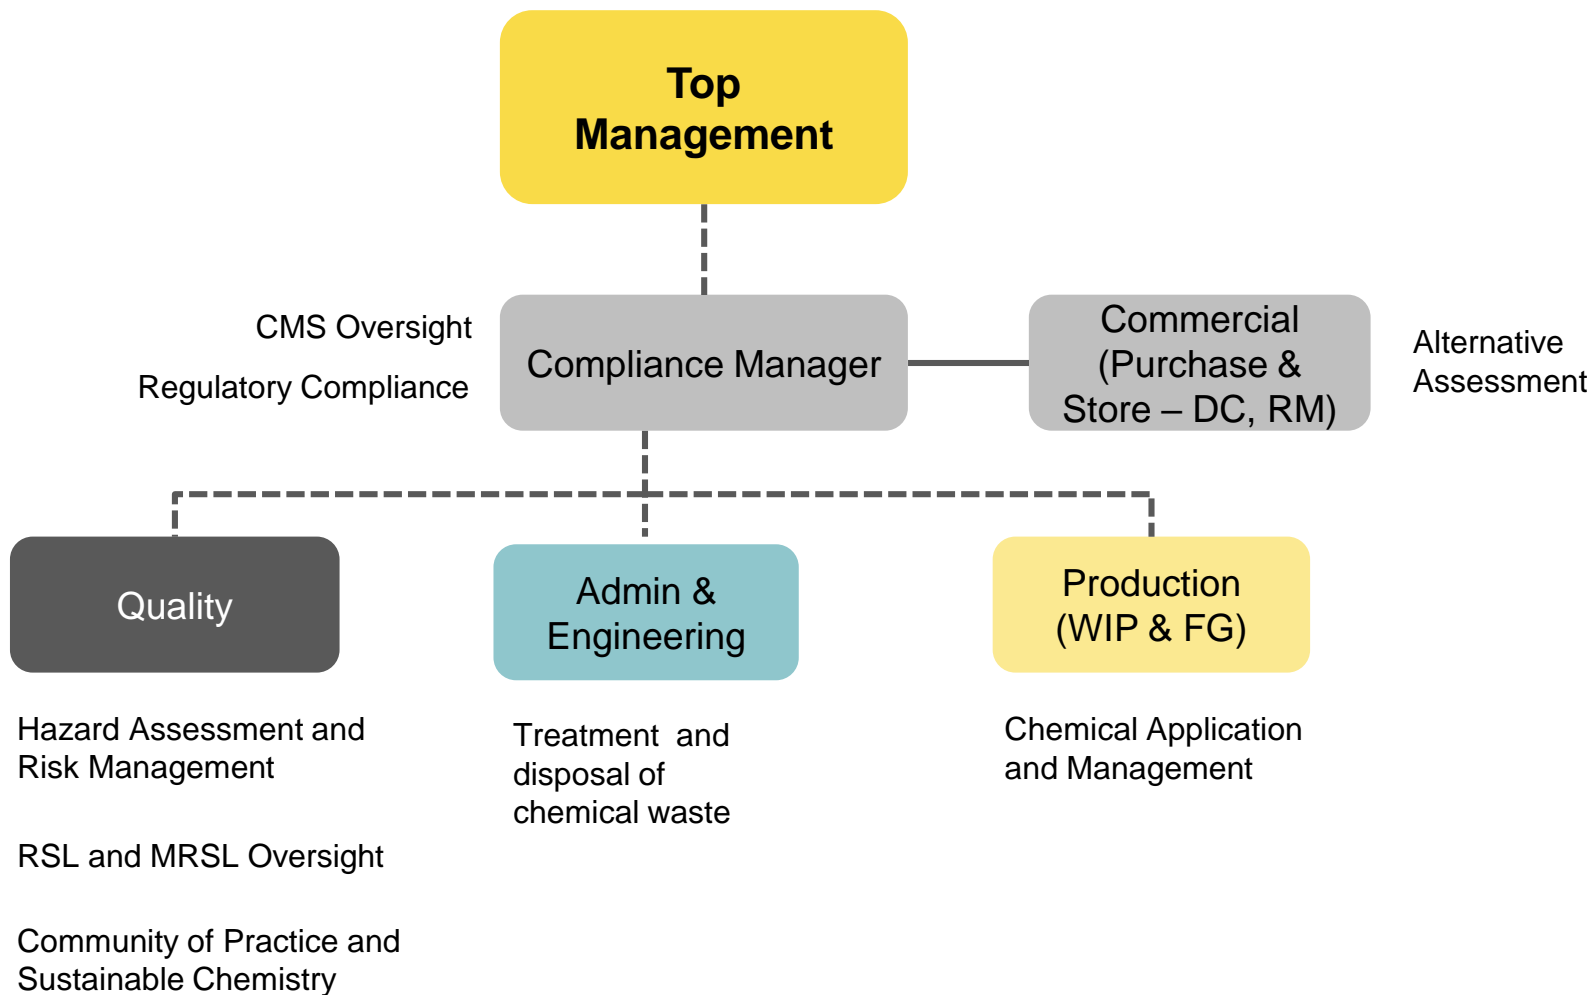 Top
Management
CMS Oversight
Regulatory Compliance
Compliance Manager
Commercial
(Purchase &
Store – DC, RM)
Alternative
Assessment
Quality
Admin &
Engineering
Production
(WIP & FG)
Hazard Assessment and
Risk Management
RSL and MRSL Oversight
Community of Practice and
Sustainable Chemistry
Treatment and
disposal of
chemical waste
Chemical Application
and Management